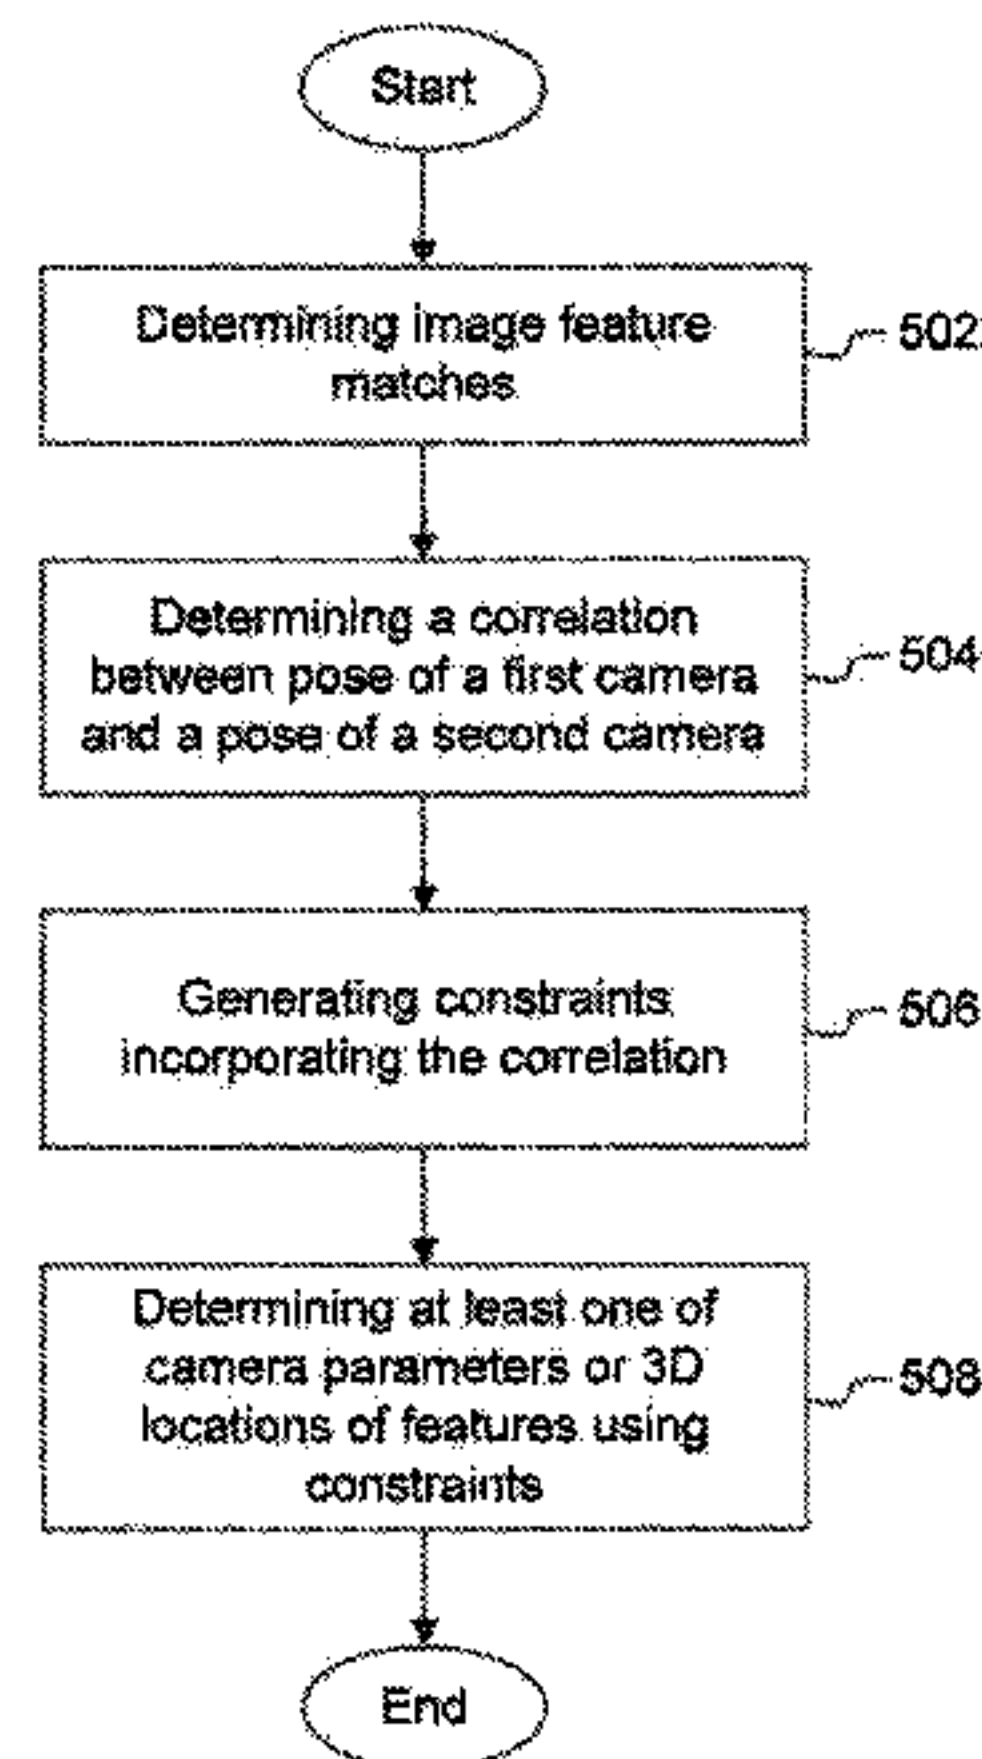 Start
Determining image feature
matches
502
Determining a correlation
between pose of a first camera
and a pose of a second camera
504
Generating constraints
incorporating the correlation
506
Determining at least one of
camera parameters or 3D
locations of features using
constraints
508
End